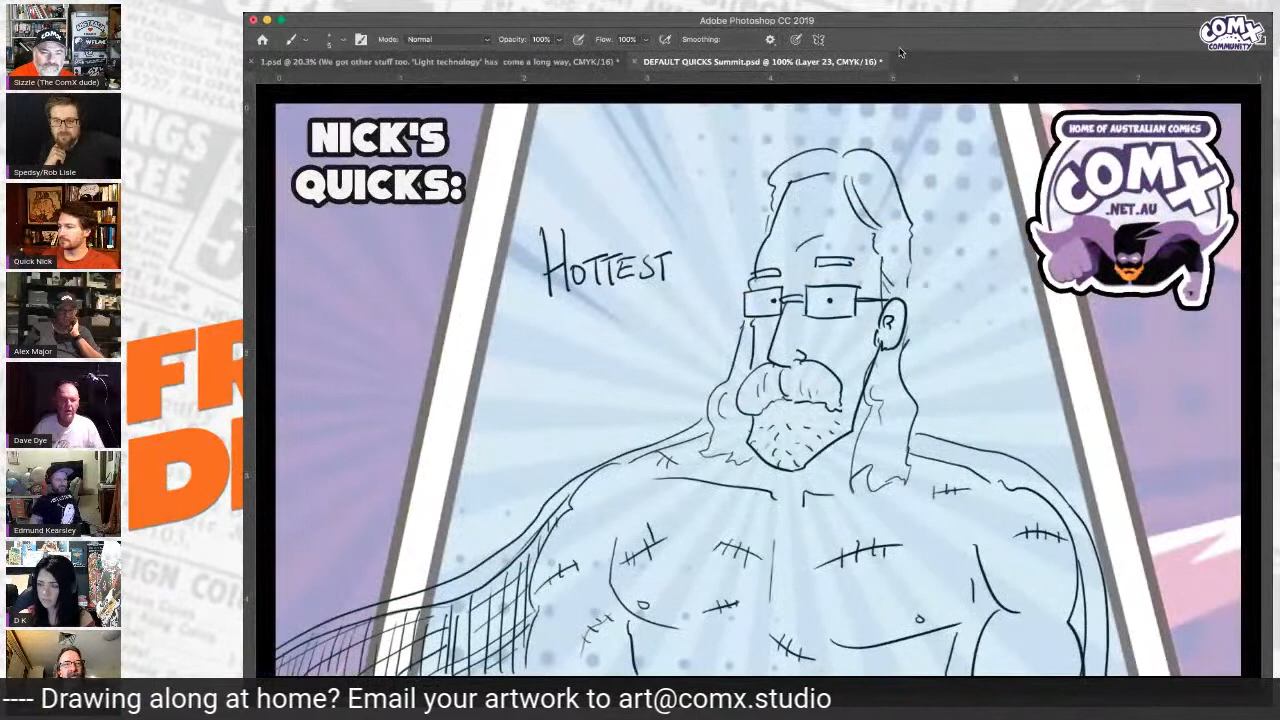 Adobe Photoshop CC 2019
Mode: Normal Opacity: 100% Flow: 100% Smoothing:
5
1.psd @ 20.3% (We got other stuff too. 'Light technology' has come a long way, CMYK/16) *
DEFAULT QUICKS Summit.psd @ 100% (Layer 23, CMYK/16) *
COMX
COMMUNITY
NICK'S
QUICKS:
HOTTEST
HOME OF AUSTRALIAN COMICS
COMX
.NET.AU
Sizzle (The ComX dude)
Spedsy/Rob Lisle
Quick Nick
Alex Major
Dave Dye
Edmund Kearsley
D K
FR
DI
---- Drawing along at home? Email your artwork to art@comx.studio